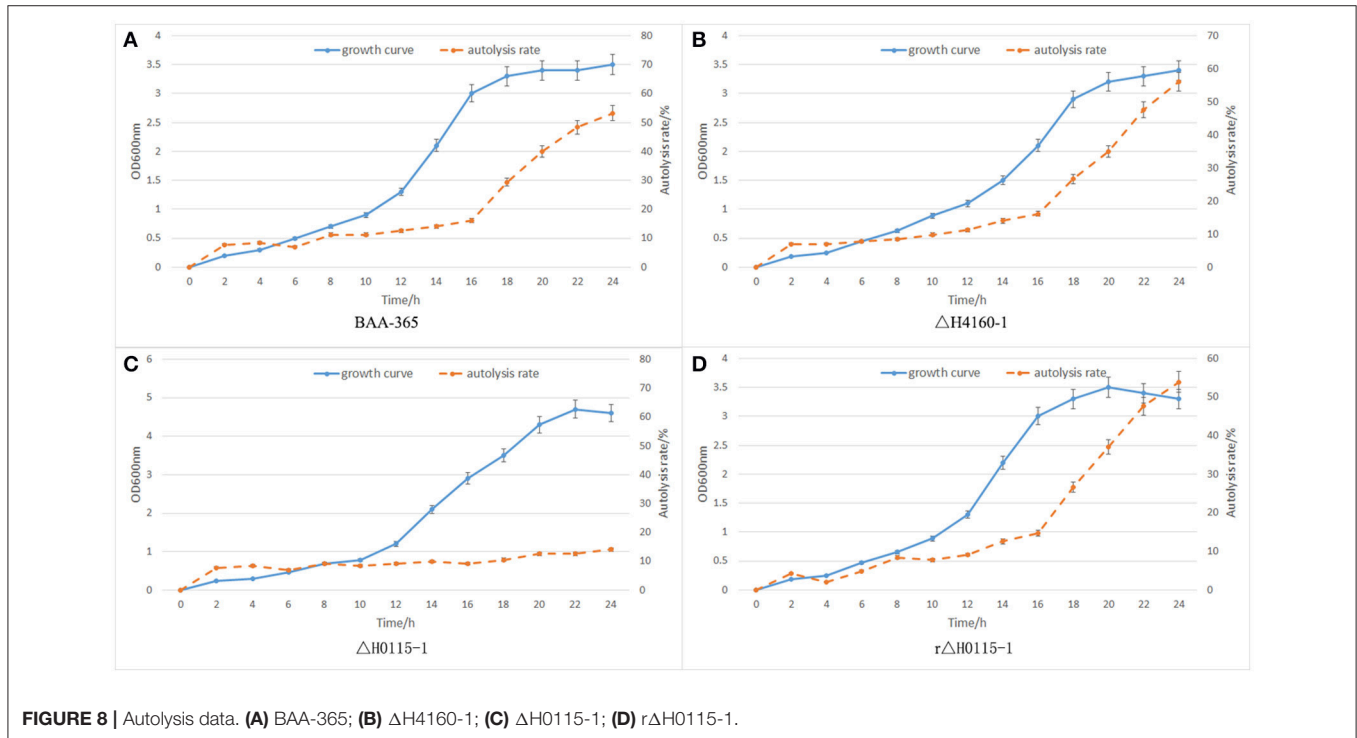 A
growth curve
autolysis rate
4
3.5
3
2.5
2
1.5
1
0.5
0
OD600nm
80
70
60
50
40
30
20
10
0
Autolysis rate/%
0 2 4 6 8 10 12 14 16 18 20 22 24
Time/h
BAA-365
B
growth curve
autolysis rate
4
3.5
3
2.5
2
1.5
1
0.5
0
OD600nm
70
60
50
40
30
20
10
0
Autolysis rate/%
0 2 4 6 8 10 12 14 16 18 20 22 24
Time/h
△H4160-1
C
growth curve
autolysis rate
6
5
4
3
2
1
0
OD600nm
80
70
60
50
40
30
20
10
0
Autolysis rate/%
0 2 4 6 8 10 12 14 16 18 20 22 24
Time/h
△H0115-1
D
growth curve
autolysis rate
4
3.5
3
2.5
2
1.5
1
0.5
0
OD600nm
60
50
40
30
20
10
0
Autolysis rate/%
0 2 4 6 8 10 12 14 16 18 20 22 24
Time/h
r△H0115-1
FIGURE 8 | Autolysis data. (A) BAA-365; (B) ΔH4160-1; (C) ΔH0115-1; (D) rΔH0115-1.